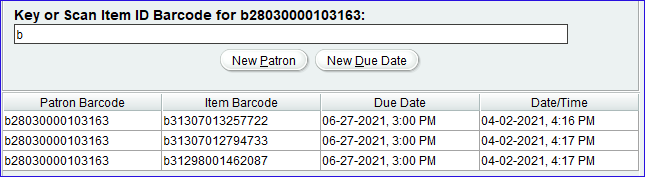 Key or Scan Item ID Barcode for b28030000103163:
b
New Patron New Due Date
Patron Barcode Item Barcode Due Date Date/Time
b28030000103163 b31307013257722 06-27-2021, 3:00 PM 04-02-2021, 4:16 PM
b28030000103163 b31307012794733 06-27-2021, 3:00 PM 04-02-2021, 4:17 PM
b28030000103163 b31298001462087 06-27-2021, 3:00 PM 04-02-2021, 4:17 PM